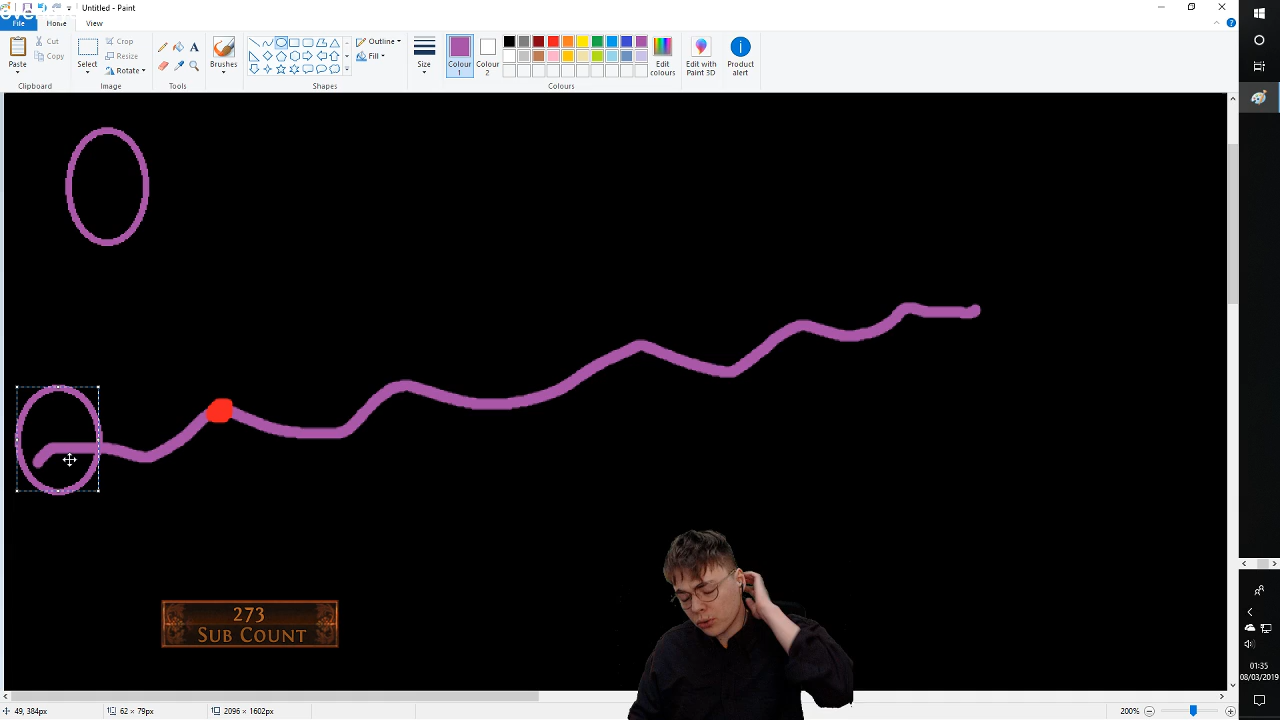 Untitled - Paint
File Home View
Paste
Cut
Copy
Clipboard
Select
Crop
Resize
Rotate
Image
A
Tools
Brushes
Outline
Fill
Shapes
Size
Colour 1
Colour 2
Edit colours
Colours
Edit with Paint 3D
Product alert
273
Sub Count
49, 384px
62 × 79px
2096 × 1602px
200%
01:35
08/03/2019